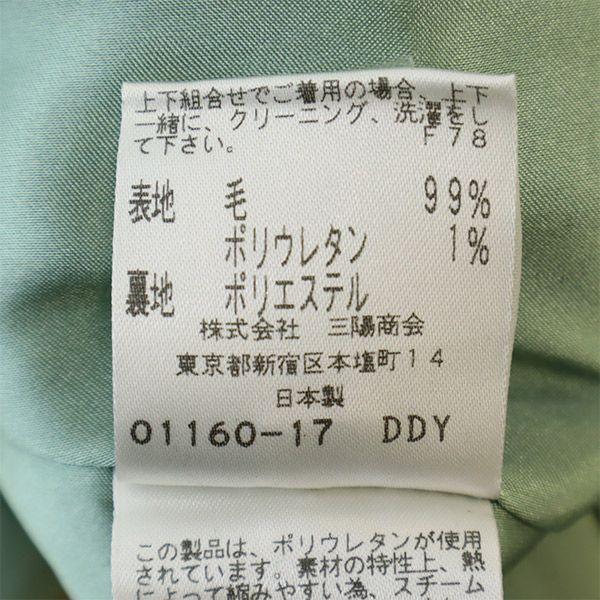 上下組合せでご着用の場合、上下
一緒に、クリーニング、洗濯をし
て下さい。 F78
表地 毛 99%
ポリウレタン 1%
裏地 ポリエステル
株式会社 三陽商会
東京都新宿区本塩町14
日本製
01160-17 DDY
この製品は、ポリウレタンが使用
されています。素材の特性上、熱
によって縮みやすい為、スチーム